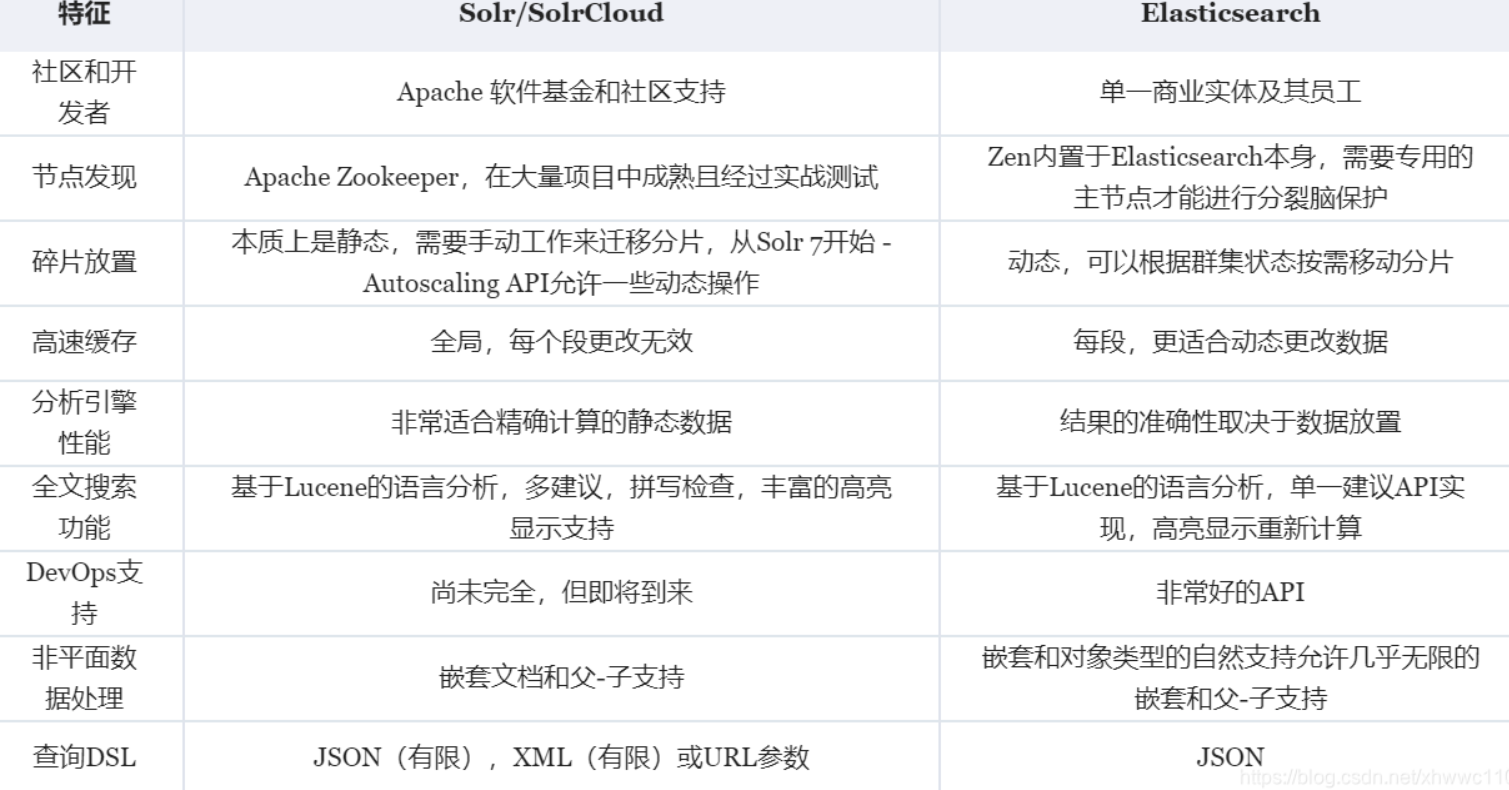 特征 Solr/SolrCloud Elasticsearch
社区和开
发者
Apache 软件基金和社区支持
单一商业实体及其员工
节点发现
Apache Zookeeper，在大量项目中成熟且经过实战测试
Zen内置于Elasticsearch本身，需要专用的
主节点才能进行分裂脑保护
碎片放置
本质上是静态，需要手动工作来迁移分片，从Solr 7开始 -
Autoscaling API允许一些动态操作
动态，可以根据群集状态按需移动分片
高速缓存
全局，每个段更改无效
每段，更适合动态更改数据
分析引擎
性能
非常适合精确计算的静态数据
结果的准确性取决于数据放置
全文搜索
功能
基于Lucene的语言分析，多建议，拼写检查，丰富的高亮
显示支持
基于Lucene的语言分析，单一建议API实
现，高亮显示重新计算
DevOps支
持
尚未完全，但即将到来
非常好的API
非平面数
据处理
嵌套文档和父-子支持
嵌套和对象类型的自然支持允许几乎无限的
嵌套和父-子支持
查询DSL
JSON（有限），XML（有限）或URL参数
JSON
https://blog.csdn.net/xhwwc110